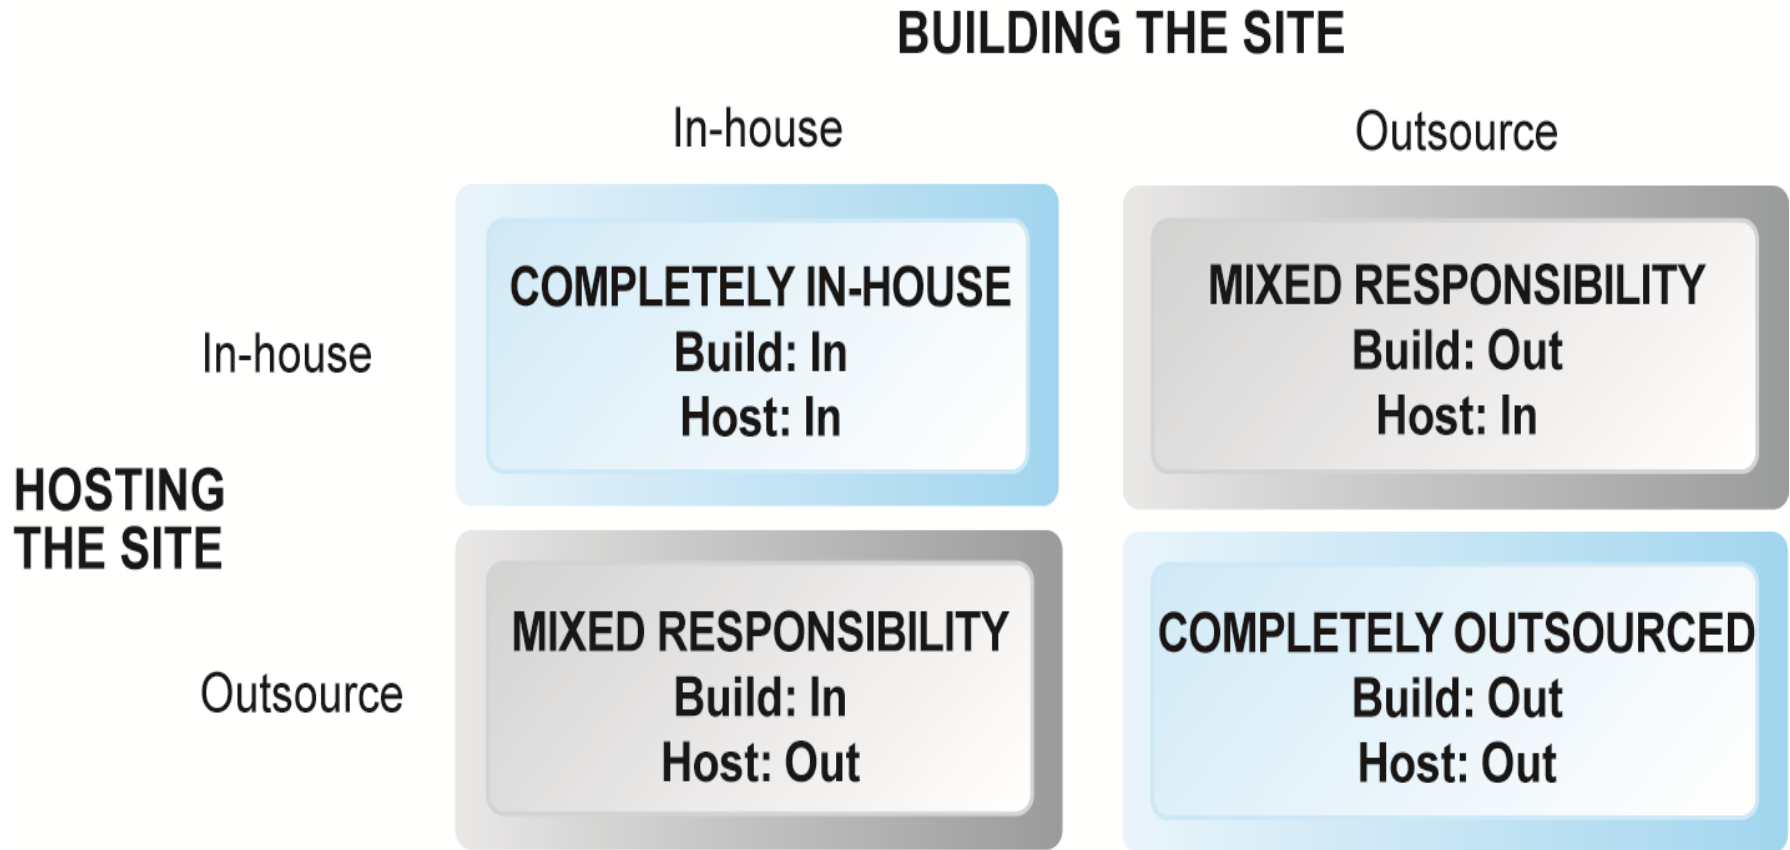 BUILDING THE SITE
In-house
Outsource
HOSTING
THE SITE
In-house
COMPLETELY IN-HOUSE
Build: In
Host: In
MIXED RESPONSIBILITY
Build: Out
Host: In
Outsource
MIXED RESPONSIBILITY
Build: In
Host: Out
COMPLETELY OUTSOURCED
Build: Out
Host: Out